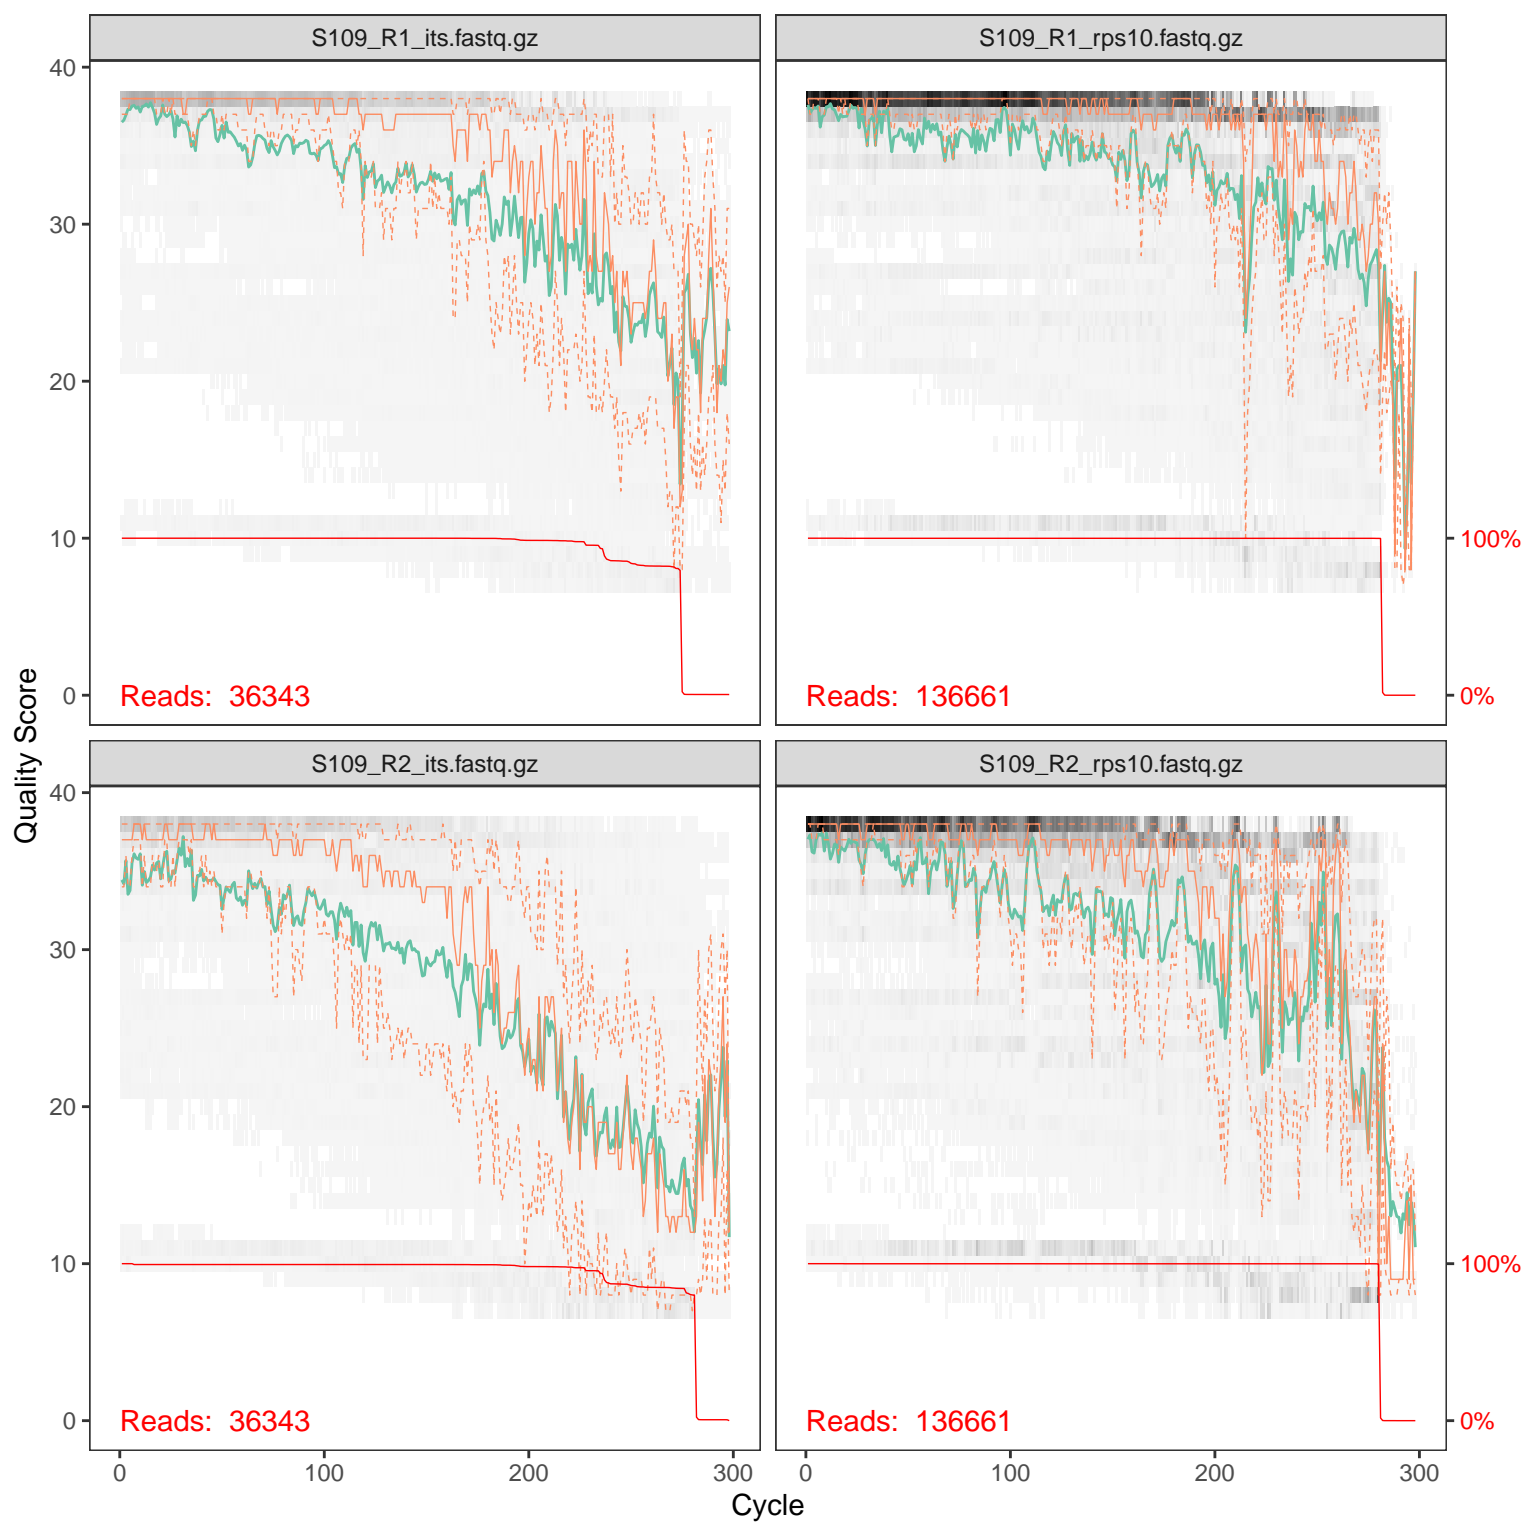 S109_R1_its.fastq.gz
S109_R1_rps10.fastq.gz
40
30
20
10
0
100%
0%
Reads: 36343
Reads: 136661
Quality Score
S109_R2_its.fastq.gz
S109_R2_rps10.fastq.gz
40
30
20
10
0
100%
0%
Reads: 36343
Reads: 136661
0 100 200 300
0 100 200 300
Cycle